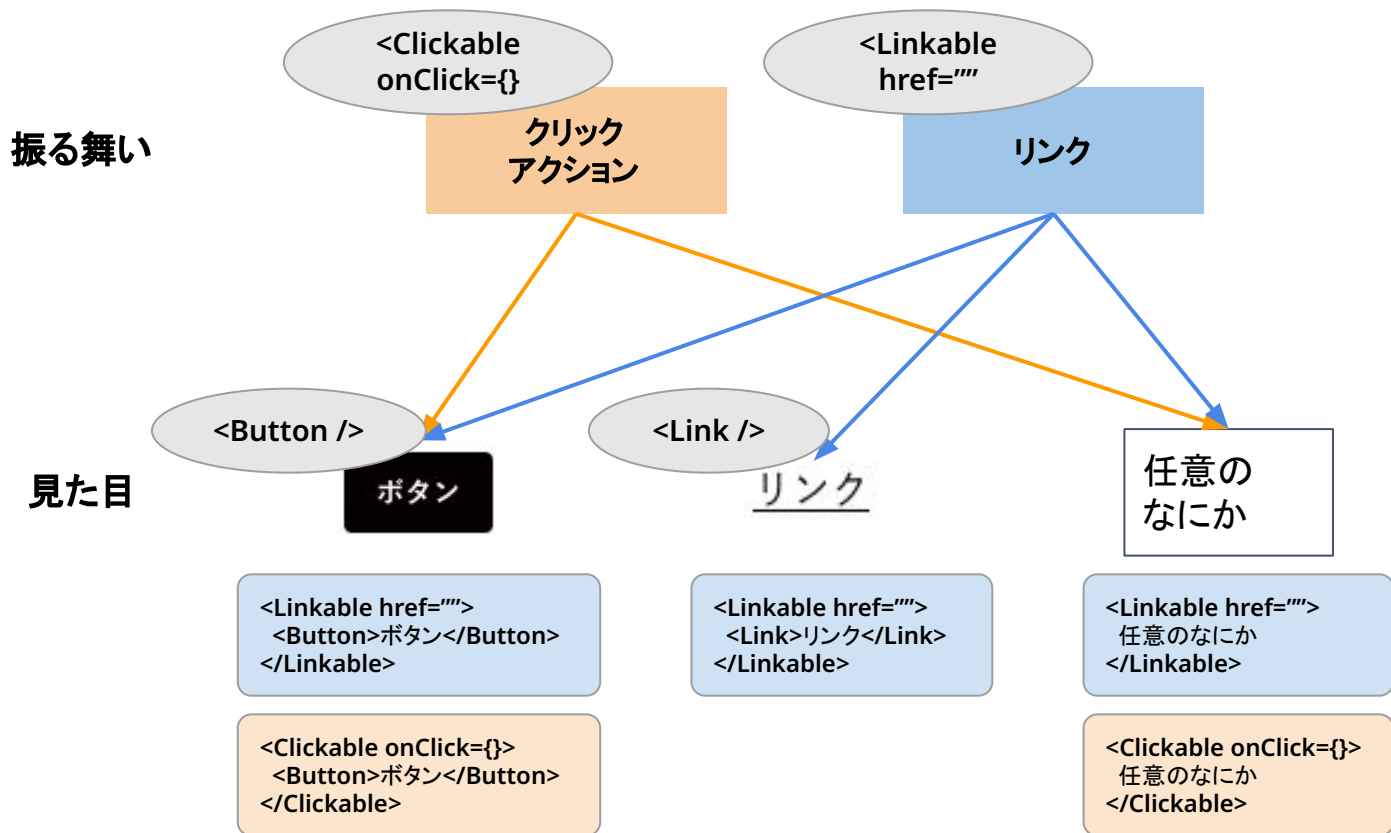 <Clickable
onClick={}
<Linkable
href=””
振る舞い
クリック
アクション
リンク
<Button />
<Link />
見た目
ボタン
リンク
任意の
なにか
<Linkable href=””>
<Button>ボタン</Button>
</Linkable>
<Linkable href=””>
<Link>リンク</Link>
</Linkable>
<Linkable href=””>
任意のなにか
</Linkable>
<Clickable onClick={}>
<Button>ボタン</Button>
</Clickable>
<Clickable onClick={}>
任意のなにか
</Clickable>